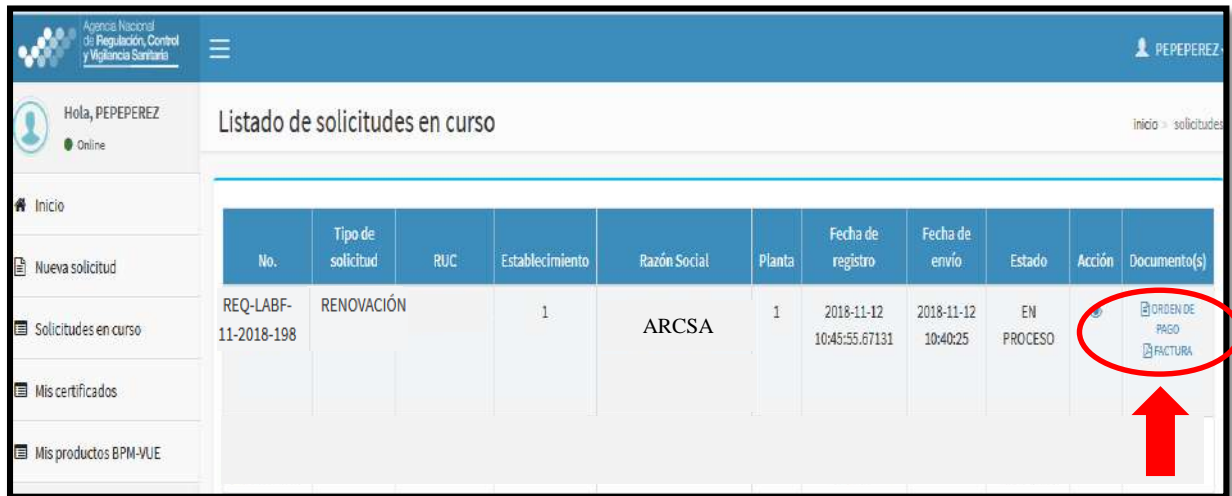 Agencia Nacional
de Regulación, Control
y Vigilancia Sanitaria
PEPEPEREZ
Hola, PEPEPEREZ
Online
Listado de solicitudes en curso
inicio > solicitudes
Inicio
Nueva solicitud
Solicitudes en curso
Mis certificados
Mis productos BPM-VUE
No.
Tipo de
solicitud
RUC
Establecimiento
Razón Social
Planta
Fecha de
registro
Fecha de
envío
Estado
Acción
Documento(s)
REQ-LABF-
11-2018-198
RENOVACIÓN
1
ARCSA
1
2018-11-12
10:45:55.67131
2018-11-12
10:40:25
EN
PROCESO
ORDEN DE
PAGO
FACTURA